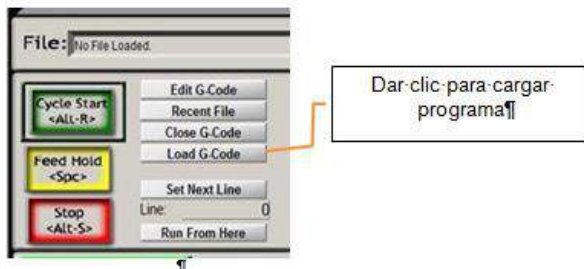 File: No File Loaded.
Cycle Start
<Alt-R>
Feed Hold
<Spc>
Stop
<Alt-S>
Edit G-Code
Recent File
Close G-Code
Load G-Code
Set Next Line
Line: 0
Run From Here
¶
Dar·clic·para·cargar·
programa¶